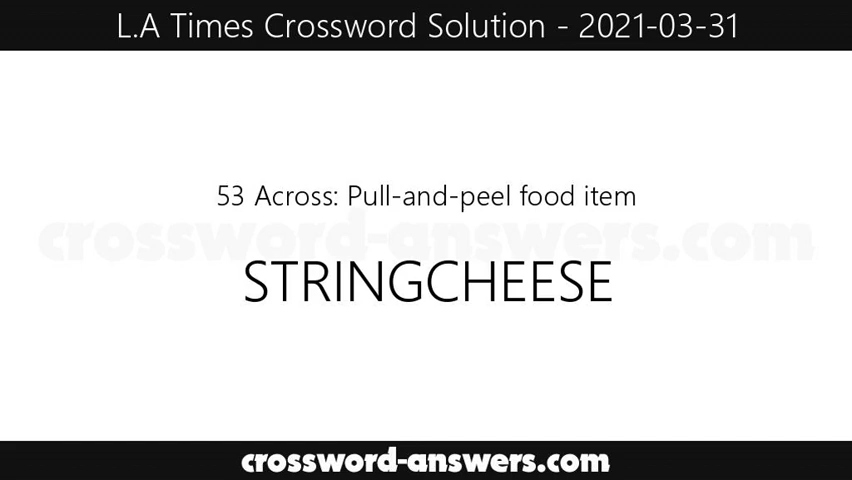 L.A Times Crossword Solution - 2021-03-31
53 Across: Pull-and-peel food item
crossword-answers.com
STRINGCHEESE
crossword-answers.com